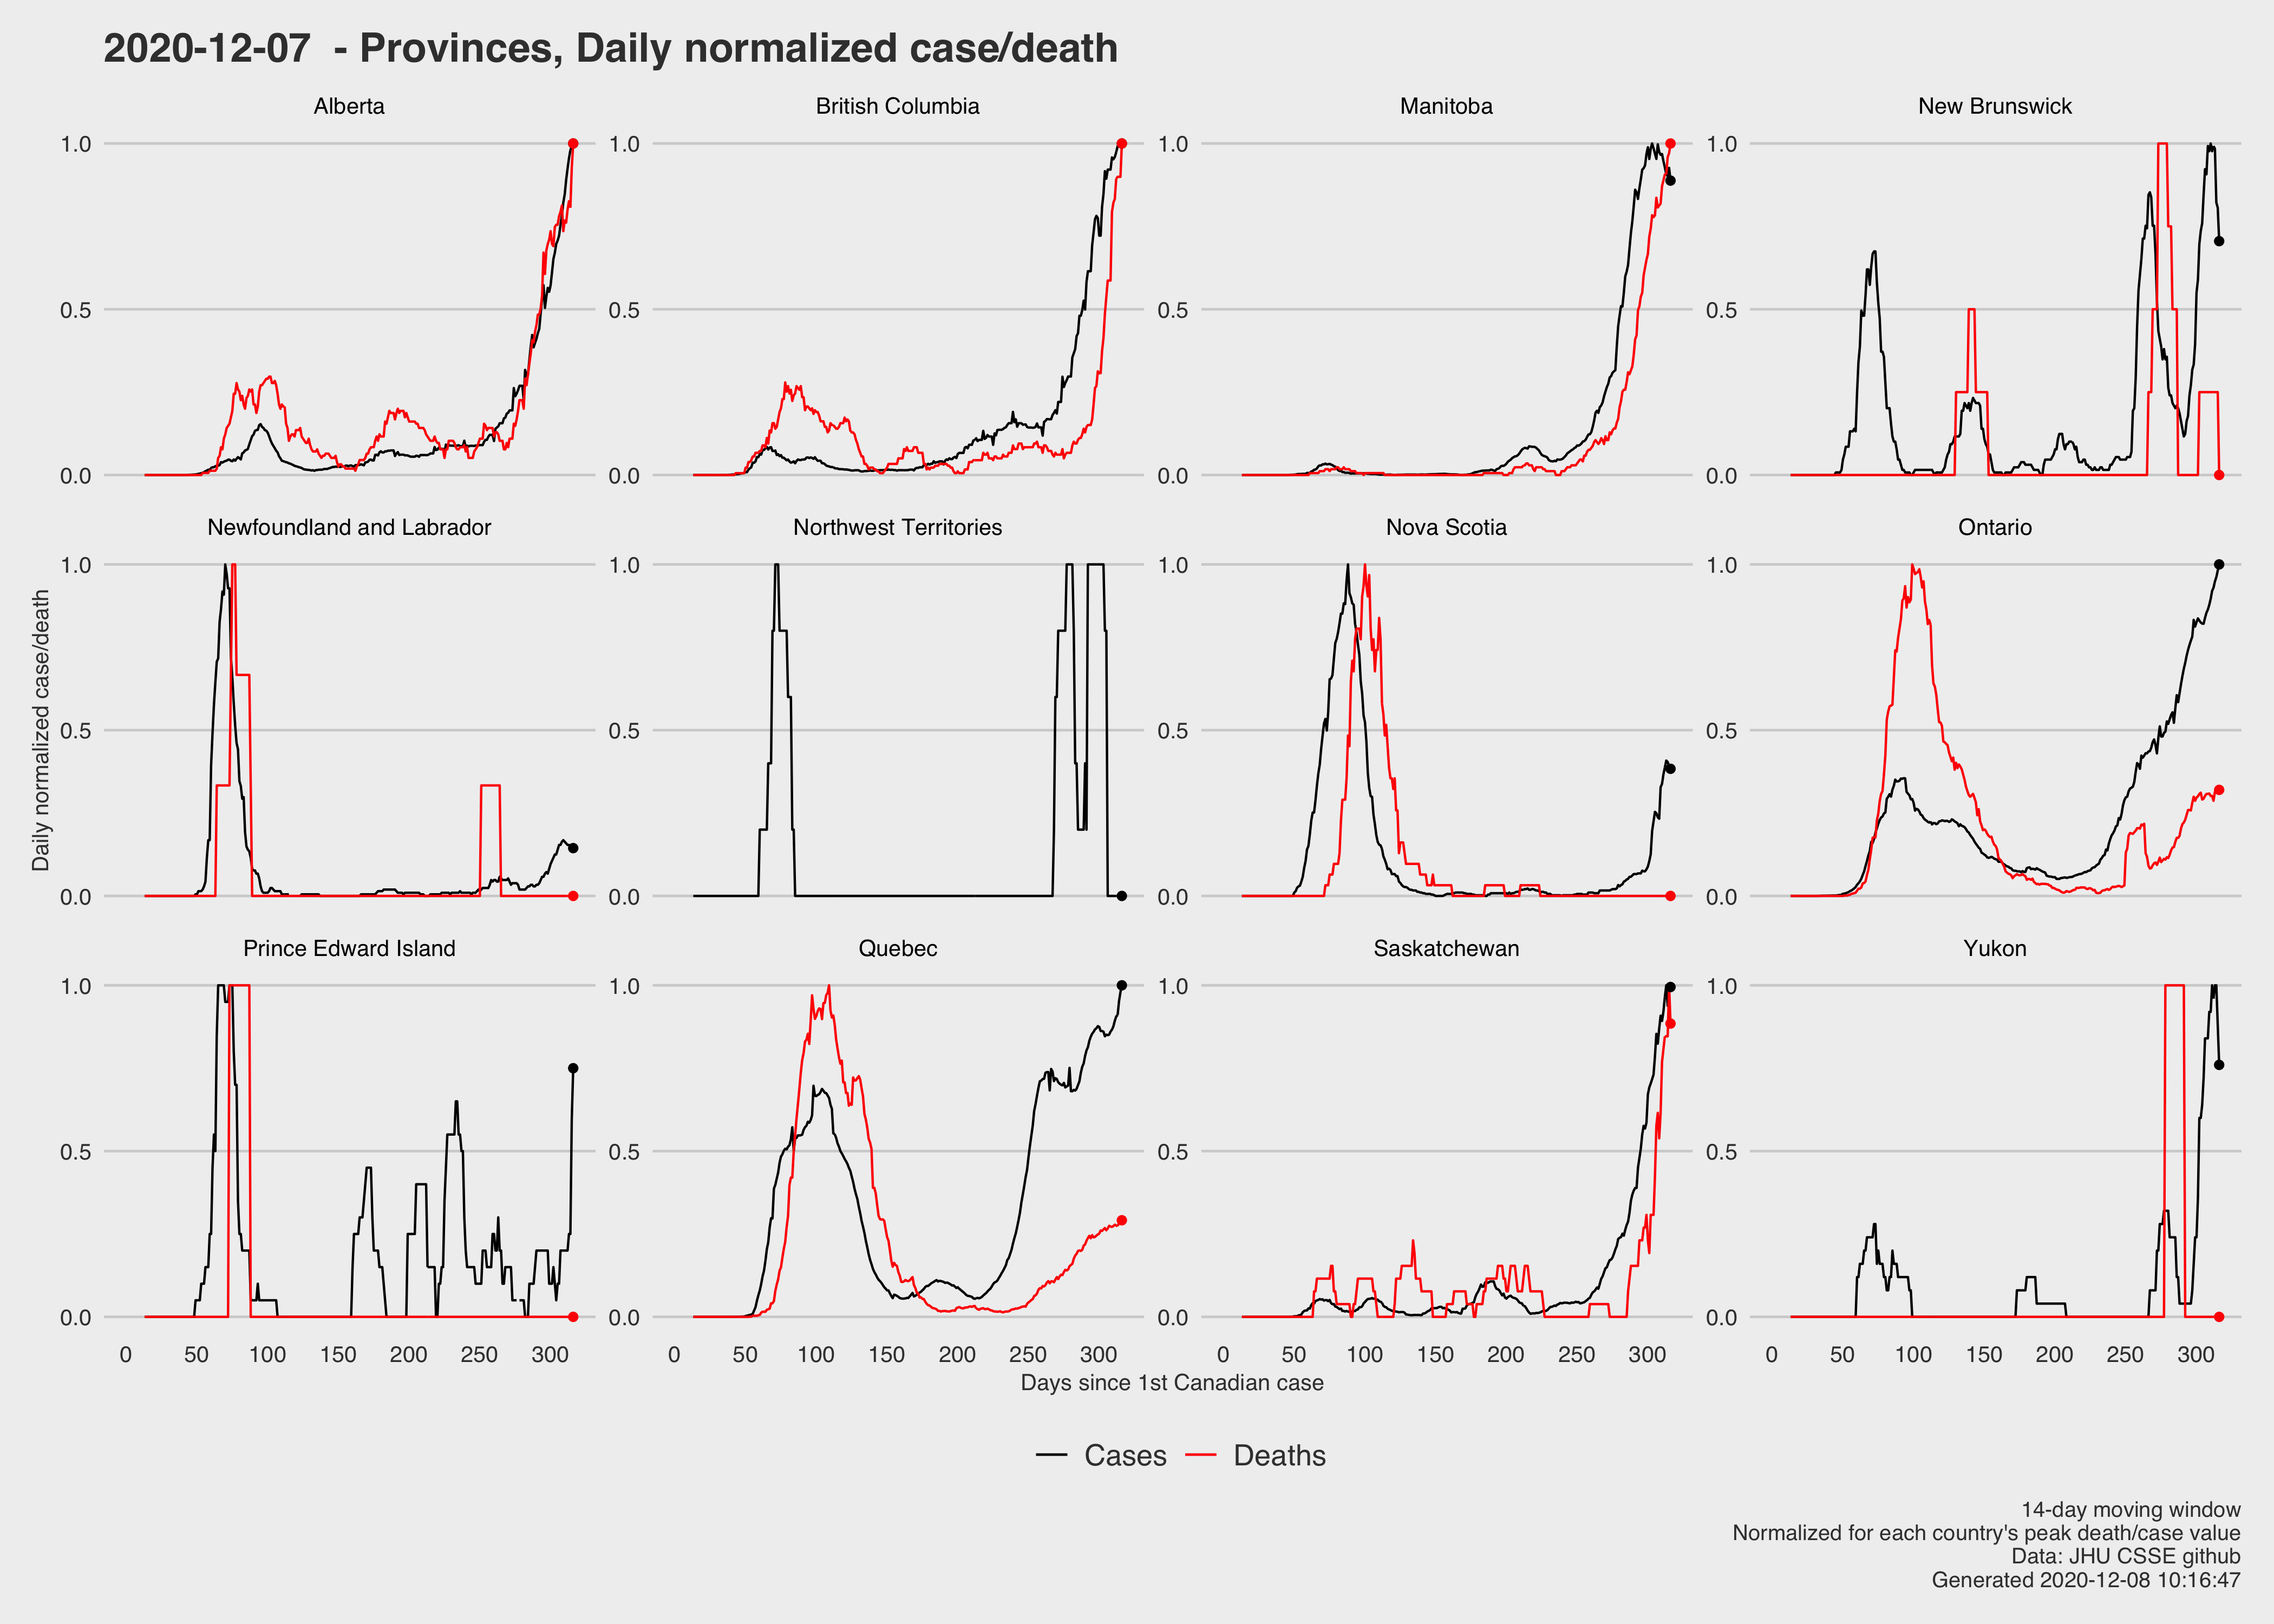 2020-12-07  - Provinces, Daily normalized case/death
Alberta
British Columbia
Manitoba
New Brunswick
1.0
0.5
0.0
1.0
0.5
0.0
1.0
0.5
0.0
1.0
0.5
0.0
Newfoundland and Labrador
Northwest Territories
Nova Scotia
Ontario
1.0
0.5
0.0
1.0
0.5
0.0
1.0
0.5
0.0
1.0
0.5
0.0
Daily normalized case/death
Prince Edward Island
Quebec
Saskatchewan
Yukon
1.0
0.5
0.0
1.0
0.5
0.0
1.0
0.5
0.0
1.0
0.5
0.0
0 50 100 150 200 250 300
0 50 100 150 200 250 300
0 50 100 150 200 250 300
0 50 100 150 200 250 300
Days since 1st Canadian case
Cases Deaths
14-day moving window
Normalized for each country's peak death/case value
Data: JHU CSSE github
Generated 2020-12-08 10:16:47